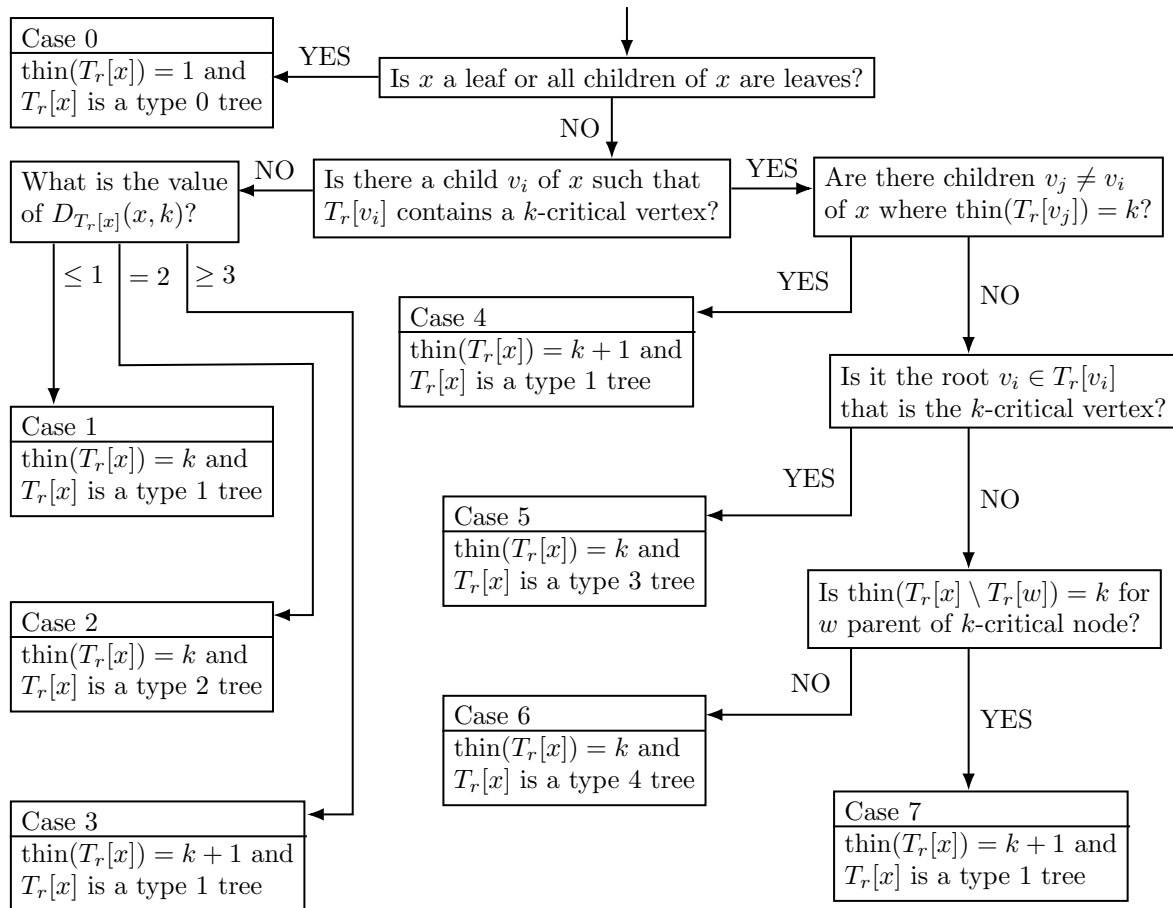 Case 0
thin(T_r[x]) = 1 and
T_r[x] is a type 0 tree
YES
Is x a leaf or all children of x are leaves?
NO
What is the value
of D_{T_r[x]}(x, k)?
NO
Is there a child v_i of x such that
T_r[v_i] contains a k-critical vertex?
YES
Are there children v_j ≠ v_i
of x where thin(T_r[v_j]) = k?
≤ 1
= 2
≥ 3
YES
NO
Case 4
thin(T_r[x]) = k + 1 and
T_r[x] is a type 1 tree
Is it the root v_i ∈ T_r[v_i]
that is the k-critical vertex?
Case 1
thin(T_r[x]) = k and
T_r[x] is a type 1 tree
YES
NO
Case 5
thin(T_r[x]) = k and
T_r[x] is a type 3 tree
Is thin(T_r[x] \ T_r[w]) = k for
w parent of k-critical node?
Case 2
thin(T_r[x]) = k and
T_r[x] is a type 2 tree
NO
YES
Case 6
thin(T_r[x]) = k and
T_r[x] is a type 4 tree
Case 3
thin(T_r[x]) = k + 1 and
T_r[x] is a type 1 tree
Case 7
thin(T_r[x]) = k + 1 and
T_r[x] is a type 1 tree